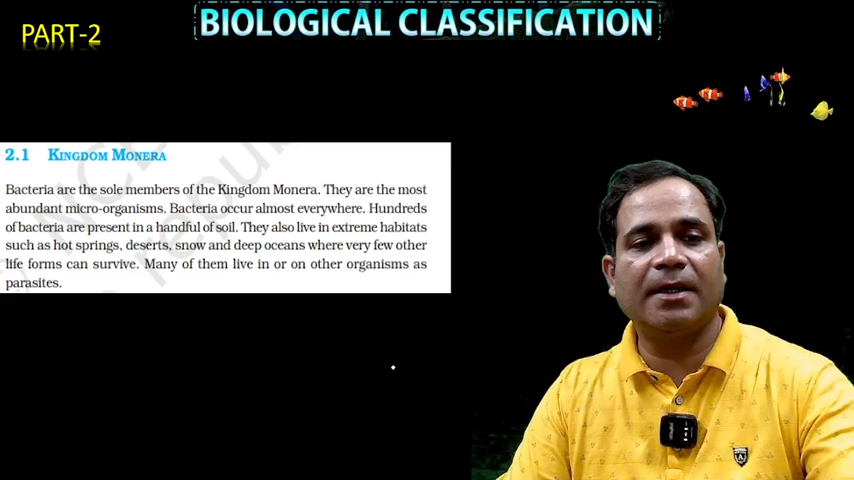 PART-2
BIOLOGICAL CLASSIFICATION
2.1 KINGDOM MONERA
Bacteria are the sole members of the Kingdom Monera. They are the most
abundant micro-organisms. Bacteria occur almost everywhere. Hundreds
of bacteria are present in a handful of soil. They also live in extreme habitats
such as hot springs, deserts, snow and deep oceans where very few other
life forms can survive. Many of them live in or on other organisms as
parasites.